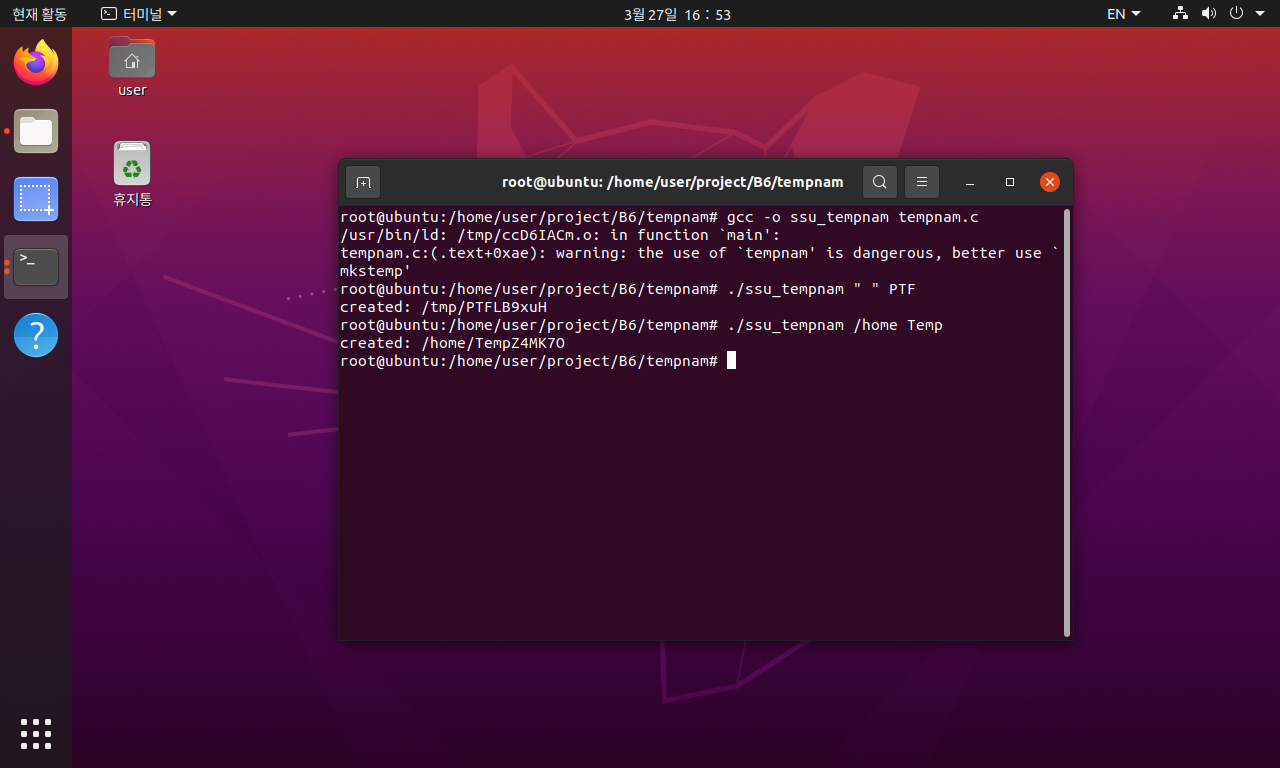 현재 활동
터미널
3월 27일 16 : 53
EN
user
휴지통
root@ubuntu: /home/user/project/B6/tempnam
root@ubuntu:/home/user/project/B6/tempnam# gcc -o ssu_tempnam tempnam.c
/usr/bin/ld: /tmp/ccD6IACm.o: in function `main':
tempnam.c:(.text+0xae): warning: the use of `tempnam' is dangerous, better use `
mkstemp'
root@ubuntu:/home/user/project/B6/tempnam# ./ssu_tempnam " " PTF
created: /tmp/PTFLB9xuH
root@ubuntu:/home/user/project/B6/tempnam# ./ssu_tempnam /home Temp
created: /home/TempZ4MK7O
root@ubuntu:/home/user/project/B6/tempnam#